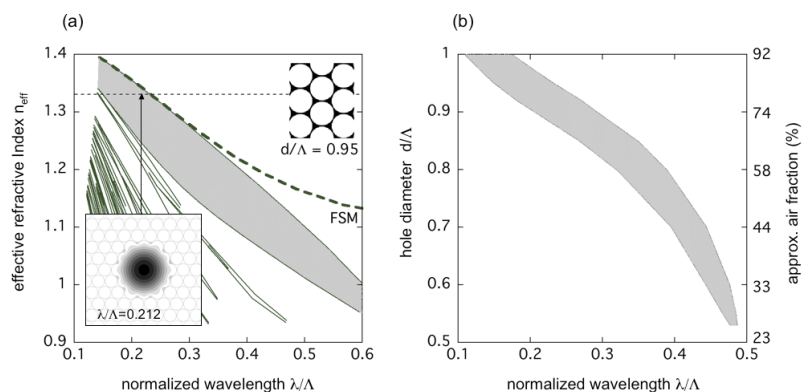 (a)
1.4
1.3
1.2
1.1
1
0.9
effective refractive Index n_eff
d/Λ = 0.95
FSM
λ/Λ=0.212
0.1 0.2 0.3 0.4 0.5 0.6
normalized wavelength λ/Λ
(b)
1
0.9
0.8
0.7
0.6
0.5
hole diameter d/Λ
92
74
58
44
33
23
approx. air fraction (%)
0.1 0.2 0.3 0.4 0.5
normalized wavelength λ/Λ